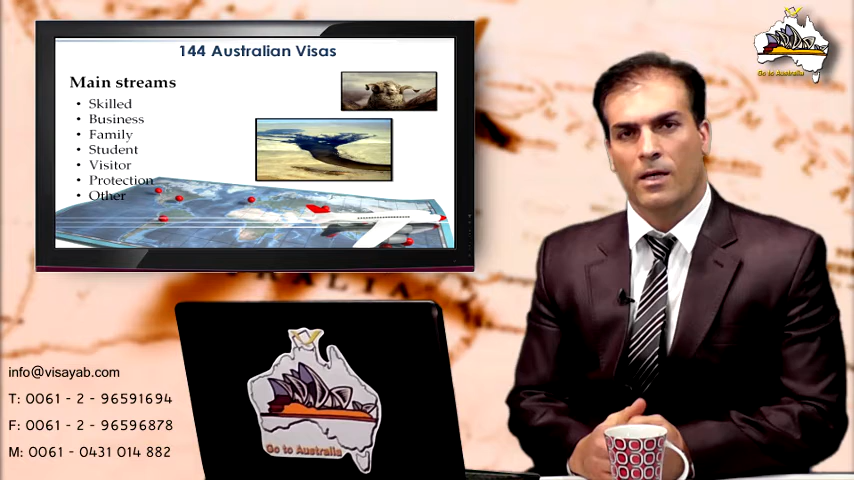 144 Australian Visas
Main streams
• Skilled
• Business
• Family
• Student
• Visitor
• Protection
• Other
Go to Australia
info@visayab.com
T: 0061 - 2 - 96591694
F: 0061 - 2 - 96596878
M: 0061 - 0431 014 882
Go to Australia